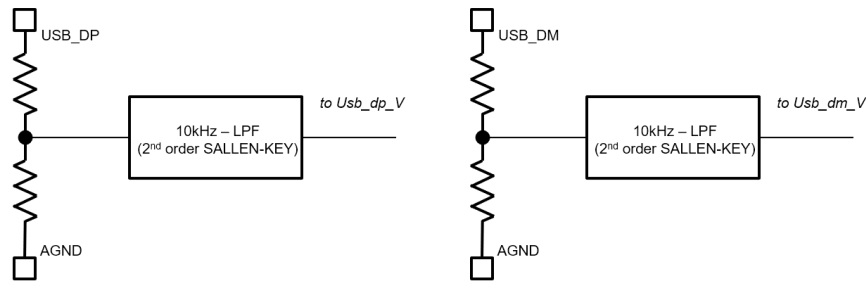 USB_DP
to Usb_dp_V
10kHz – LPF
(2nd order SALLEN-KEY)
AGND
USB_DM
to Usb_dm_V
10kHz – LPF
(2nd order SALLEN-KEY)
AGND